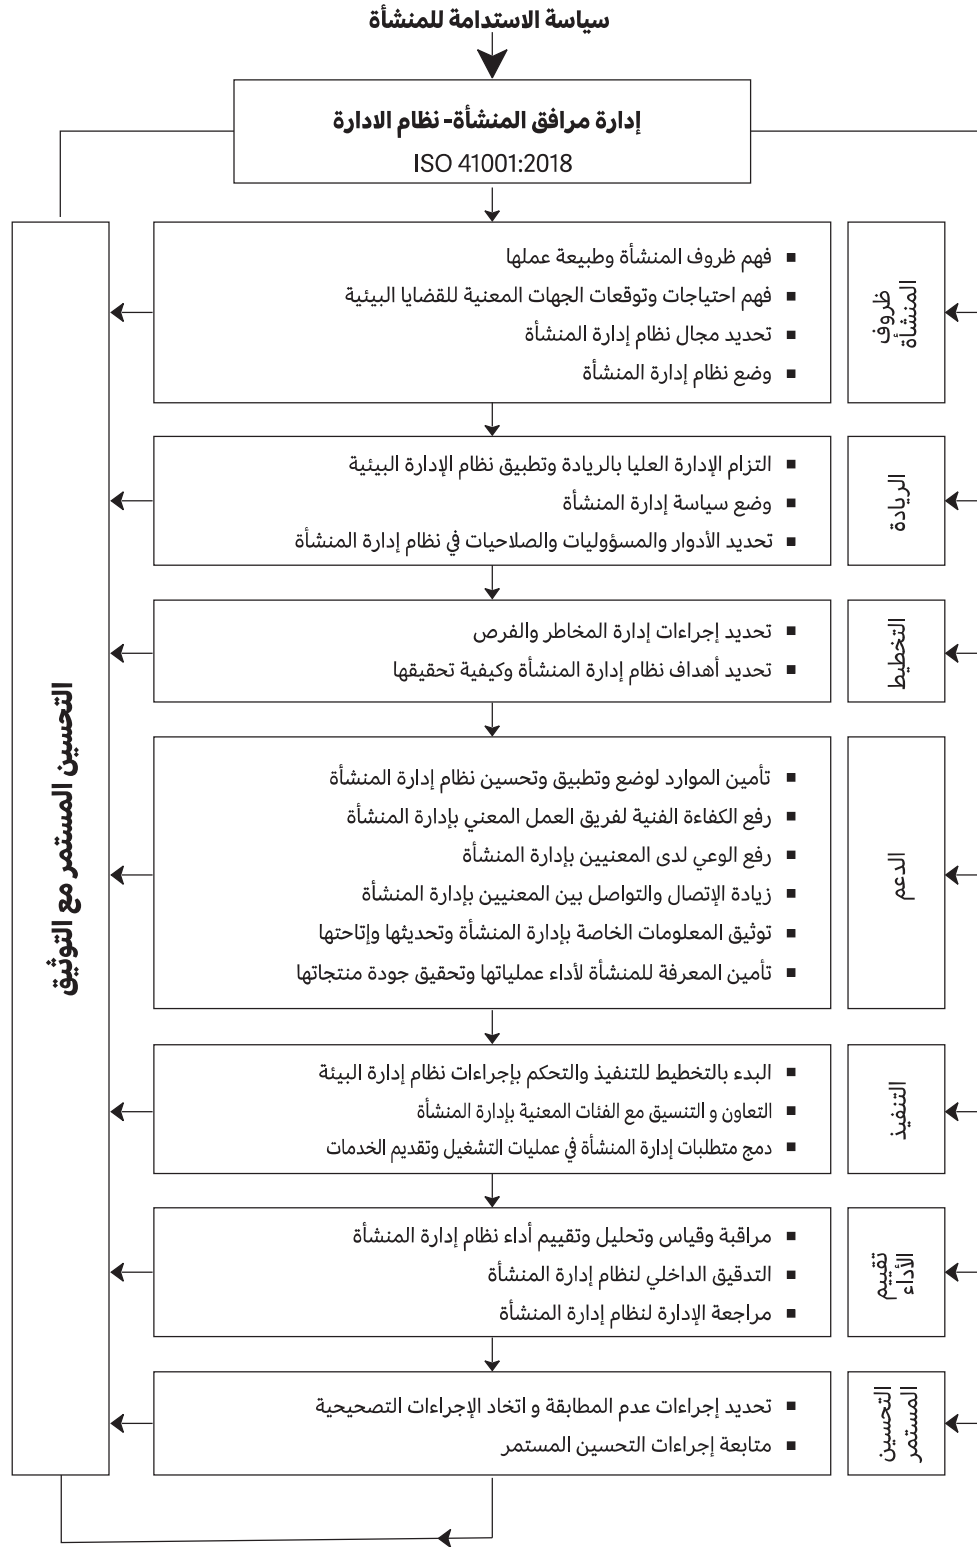 سياسة الاستدامة للمنشأة
إدارة مرافق المنشأة- نظام الادارة
ISO 41001:2018
ظروف
المنشأة
▪ فهم ظروف المنشأة وطبيعة عملها
▪ فهم احتياجات وتوقعات الجهات المعنية للقضايا البيئية
▪ تحديد مجال نظام إدارة المنشأة
▪ وضع نظام إدارة المنشأة
الريادة
▪ التزام الإدارة العليا بالريادة وتطبيق نظام الإدارة البيئية
▪ وضع سياسة إدارة المنشأة
▪ تحديد الأدوار والمسؤوليات والصلاحيات في نظام إدارة المنشأة
التخطيط
▪ تحديد إجراءات إدارة المخاطر والفرص
▪ تحديد أهداف نظام إدارة المنشأة وكيفية تحقيقها
الدعم
▪ تأمين الموارد لوضع وتطبيق وتحسين نظام إدارة المنشأة
▪ رفع الكفاءة الفنية لفريق العمل المعني بإدارة المنشأة
▪ رفع الوعي لدى المعنيين بإدارة المنشأة
▪ زيادة الإتصال والتواصل بين المعنيين بإدارة المنشأة
▪ توثيق المعلومات الخاصة بإدارة المنشأة وتحديثها وإتاحتها
▪ تأمين المعرفة للمنشأة لأداء عملياتها وتحقيق جودة منتجاتها
التنفيذ
▪ البدء بالتخطيط للتنفيذ والتحكم بإجراءات نظام إدارة البيئة
▪ التعاون و التنسيق مع الفئات المعنية بإدارة المنشأة
▪ دمج متطلبات إدارة المنشأة في عمليات التشغيل وتقديم الخدمات
تقييم
الأداء
▪ مراقبة وقياس وتحليل وتقييم أداء نظام إدارة المنشأة
▪ التدقيق الداخلي لنظام إدارة المنشأة
▪ مراجعة الإدارة لنظام إدارة المنشأة
التحسين
المستمر
▪ تحديد إجراءات عدم المطابقة و اتخاد الإجراءات التصحيحية
▪ متابعة إجراءات التحسين المستمر
التحسين المستمر مع التوثيق